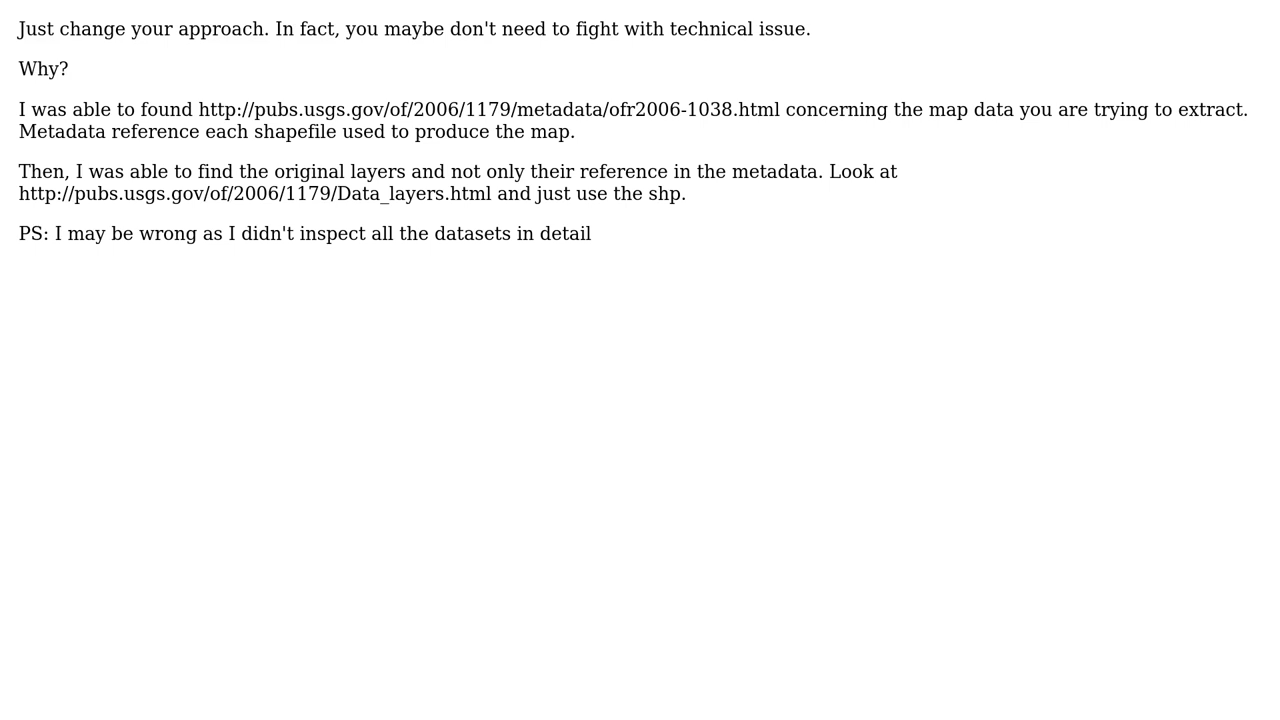 Just change your approach. In fact, you maybe don't need to fight with technical issue.
Why?
I was able to found http://pubs.usgs.gov/of/2006/1179/metadata/ofr2006-1038.html concerning the map data you are trying to extract.
Metadata reference each shapefile used to produce the map.
Then, I was able to find the original layers and not only their reference in the metadata. Look at
http://pubs.usgs.gov/of/2006/1179/Data_layers.html and just use the shp.
PS: I may be wrong as I didn't inspect all the datasets in detail